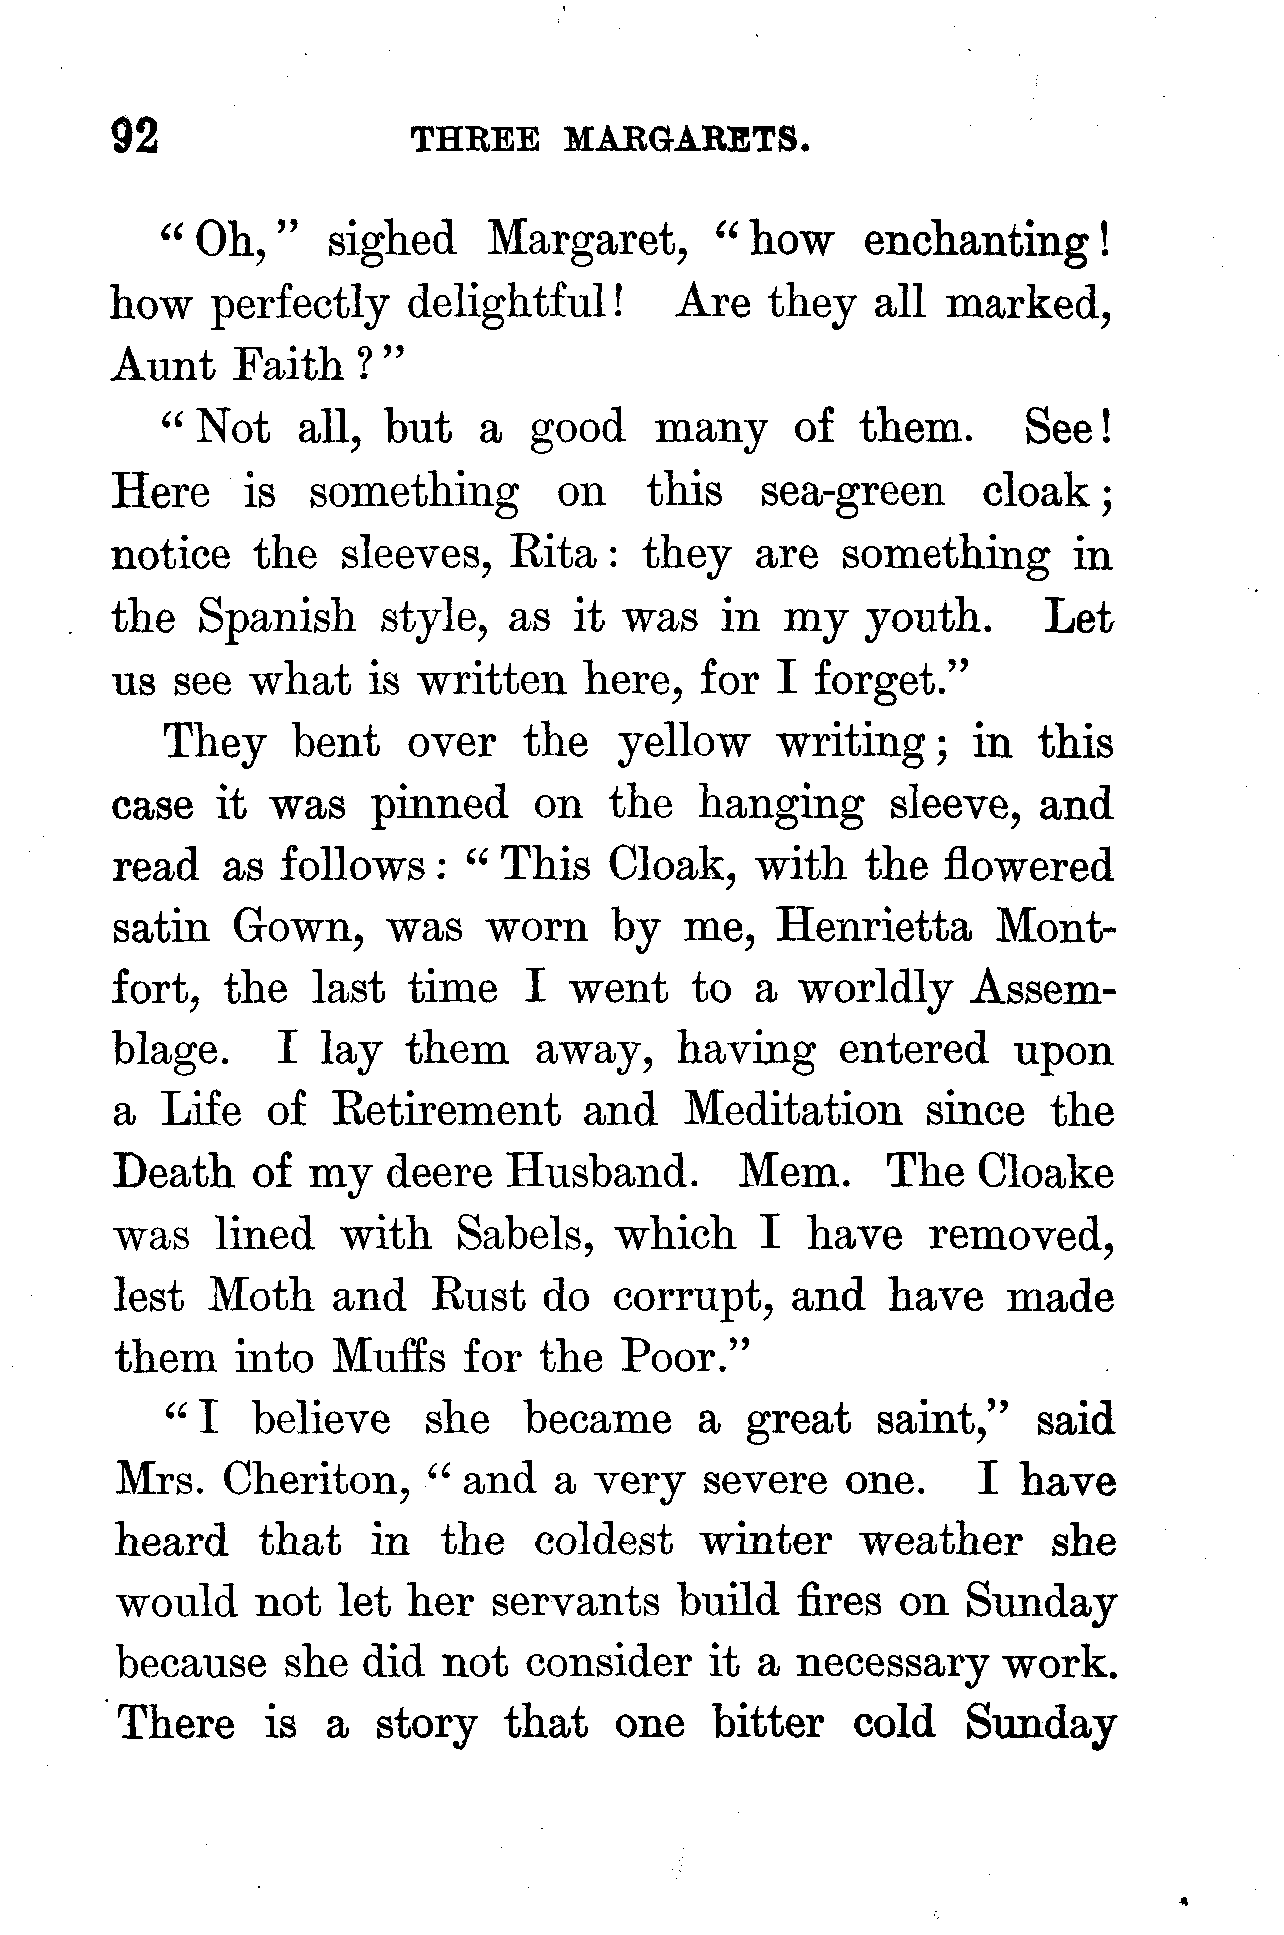 92 THREE MARGARETS.
"Oh," sighed Margaret, "how enchanting!
how perfectly delightful! Are they all marked,
Aunt Faith?"
"Not all, but a good many of them. See!
Here is something on this sea-green cloak;
notice the sleeves, Rita: they are something in
the Spanish style, as it was in my youth. Let
us see what is written here, for I forget."
They bent over the yellow writing; in this
case it was pinned on the hanging sleeve, and
read as follows: "This Cloak, with the flowered
satin Gown, was worn by me, Henrietta Mont-
fort, the last time I went to a worldly Assem-
blage. I lay them away, having entered upon
a Life of Retirement and Meditation since the
Death of my deere Husband. Mem. The Cloake
was lined with Sabels, which I have removed,
lest Moth and Rust do corrupt, and have made
them into Muffs for the Poor."
"I believe she became a great saint," said
Mrs. Cheriton, "and a very severe one. I have
heard that in the coldest winter weather she
would not let her servants build fires on Sunday
because she did not consider it a necessary work.
There is a story that one bitter cold Sunday